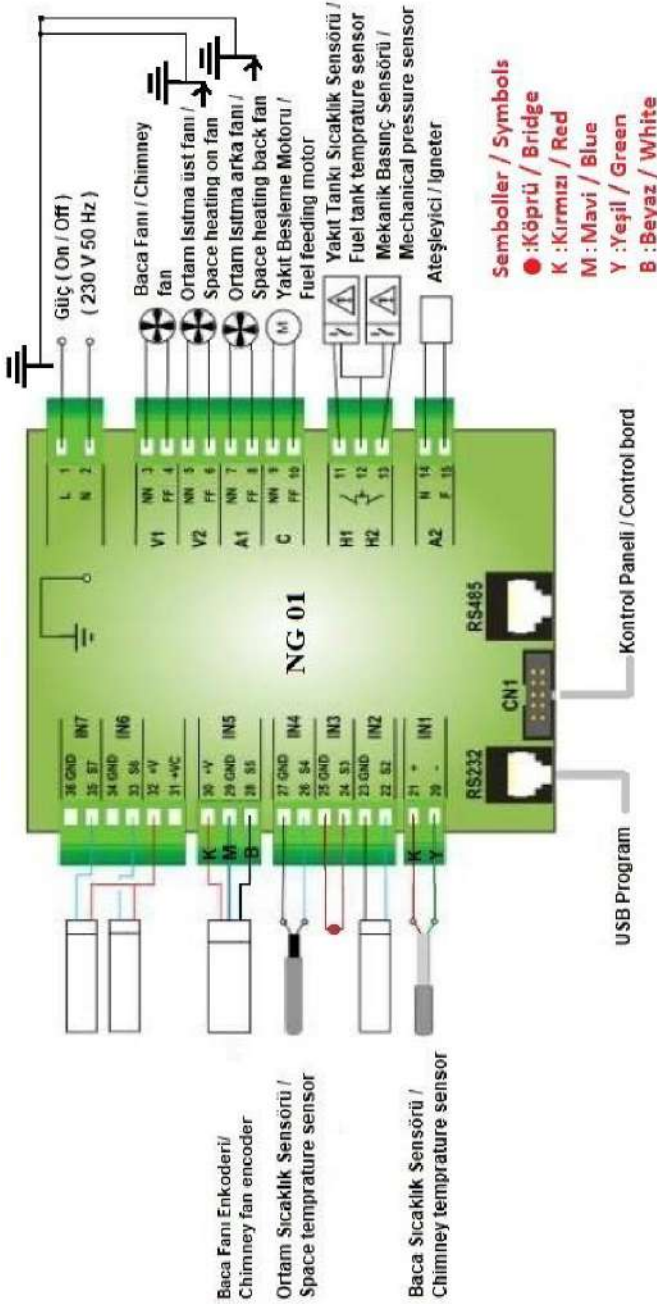 Güç ( On / Off )
( 230 V 50 Hz )
Baca Fanı / Chimney
fan
Ortam Isıtma üst fanı /
Space heating on fan
Ortam Isıtma arka fanı /
Space heating back fan
Yakıt Besleme Motoru /
Fuel feeding motor
M
Yakıt Tankı Sıcaklık Sensörü /
Fuel tank temprature sensor
Mekanik Basınç Sensörü /
Mechanical pressure sensor
Ateşleyici / Igneter
L 1
N 2
NN 3
FF 4
V1
NN 5
FF 6
V2
NN 7
FF 8
A1
NN 9
FF 10
C
11
12
13
H1
H2
N 14
F 15
A2
NG 01
36 GND
35 S7
IN7
34 GND
33 S6
IN6
32 +V
31 +VC
30 +V
29 GND
28 S5
IN5
K
M
B
27 GND
26 S4
IN4
25 GND
24 S3
IN3
23 GND
22 S2
IN2
21 +
20 -
IN1
K
Y
Baca Fanı Enkoderi/
Chimney fan encoder
Ortam Sıcaklık Sensörü /
Space temprature sensor
Baca Sıcaklık Sensörü /
Chimney temprature sensor
RS232
CN1
RS485
USB Program
Kontrol Paneli / Control bord
Semboller / Symbols
:Köprü / Bridge
K :Kırmızı / Red
M : Mavi / Blue
Y :Yeşil / Green
B :Beyaz / White